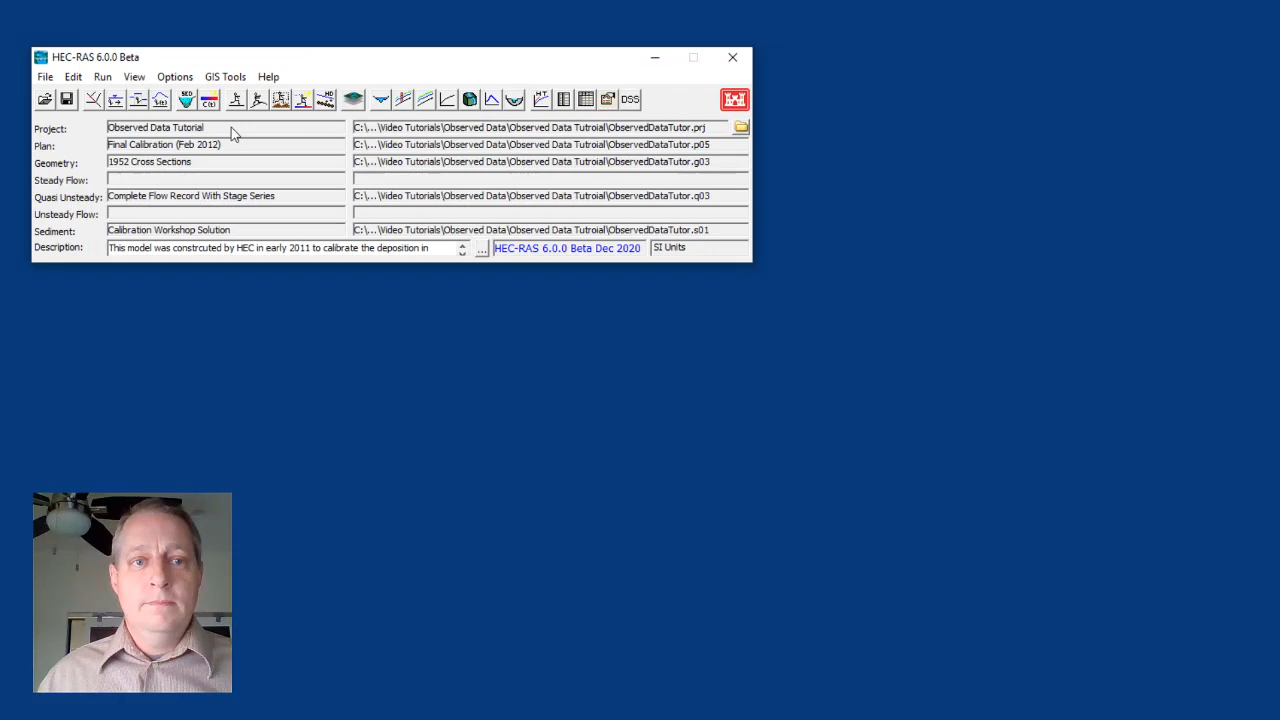 HEC-RAS 6.0.0 Beta
File Edit Run View Options GIS Tools Help
SED C(t) HD HT DSS
Project: Observed Data Tutorial C:\...\Video Tutorials\Observed Data\Observed Data Tutroial\ObservedDataTutor.prj
Plan: Final Calibration (Feb 2012) C:\...\Video Tutorials\Observed Data\Observed Data Tutroial\ObservedDataTutor.p05
Geometry: 1952 Cross Sections C:\...\Video Tutorials\Observed Data\Observed Data Tutroial\ObservedDataTutor.g03
Steady Flow:
Quasi Unsteady: Complete Flow Record With Stage Series C:\...\Video Tutorials\Observed Data\Observed Data Tutroial\ObservedDataTutor.q03
Unsteady Flow:
Sediment: Calibration Workshop Solution C:\...\Video Tutorials\Observed Data\Observed Data Tutroial\ObservedDataTutor.s01
Description: This model was constrcuted by HEC in early 2011 to calibrate the deposition in ... HEC-RAS 6.0.0 Beta Dec 2020 SI Units